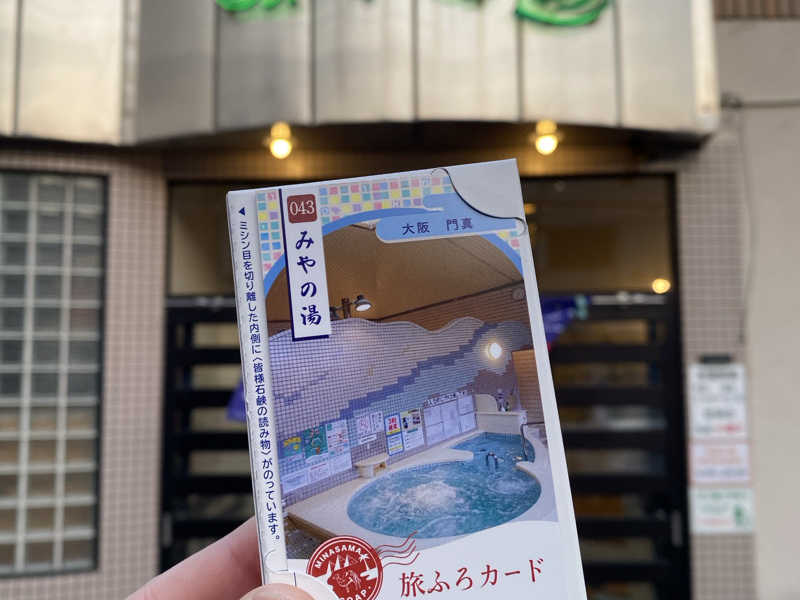 043
みやの湯
大阪 門真
◀ミシン目を切り離した内側に〈皆様石鹸の読み物〉がのっています。
MINASAMA
SOAP
旅ふろカード